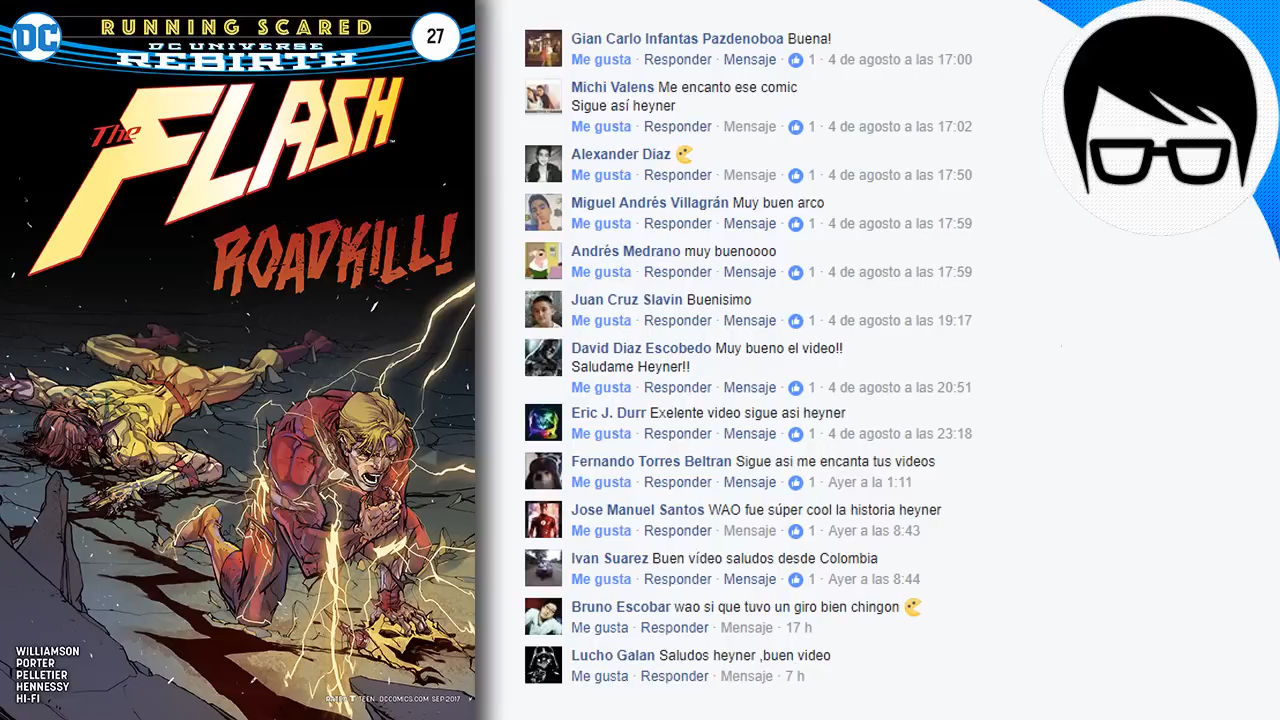 DC
RUNNING SCARED
DC UNIVERSE
REBIRTH
27
The FLASH
ROADKILL!
WILLIAMSON
PORTER
PELLETIER
HENNESSY
HI-FI
RATED T TEEN DCCOMICS.COM SEP 2017
Gian Carlo Infantas Pazdenoboa Buena!
Me gusta · Responder · Mensaje · 1 · 4 de agosto a las 17:00
Michi Valens Me encanto ese comic
Sigue así heyner
Me gusta · Responder · Mensaje · 1 · 4 de agosto a las 17:02
Alexander Diaz
Me gusta · Responder · Mensaje · 1 · 4 de agosto a las 17:50
Miguel Andrés Villagrán Muy buen arco
Me gusta · Responder · Mensaje · 1 · 4 de agosto a las 17:59
Andrés Medrano muy buenoooo
Me gusta · Responder · Mensaje · 1 · 4 de agosto a las 17:59
Juan Cruz Slavin Buenisimo
Me gusta · Responder · Mensaje · 1 · 4 de agosto a las 19:17
David Diaz Escobedo Muy bueno el video!!
Saludame Heyner!!
Me gusta · Responder · Mensaje · 1 · 4 de agosto a las 20:51
Eric J. Durr Exelente video sigue asi heyner
Me gusta · Responder · Mensaje · 1 · 4 de agosto a las 23:18
Fernando Torres Beltran Sigue asi me encanta tus videos
Me gusta · Responder · Mensaje · 1 · Ayer a la 1:11
Jose Manuel Santos WAO fue súper cool la historia heyner
Me gusta · Responder · Mensaje · 1 · Ayer a las 8:43
Ivan Suarez Buen vídeo saludos desde Colombia
Me gusta · Responder · Mensaje · 1 · Ayer a las 8:44
Bruno Escobar wao si que tuvo un giro bien chingon
Me gusta · Responder · Mensaje · 17 h
Lucho Galan Saludos heyner ,buen video
Me gusta · Responder · Mensaje · 7 h